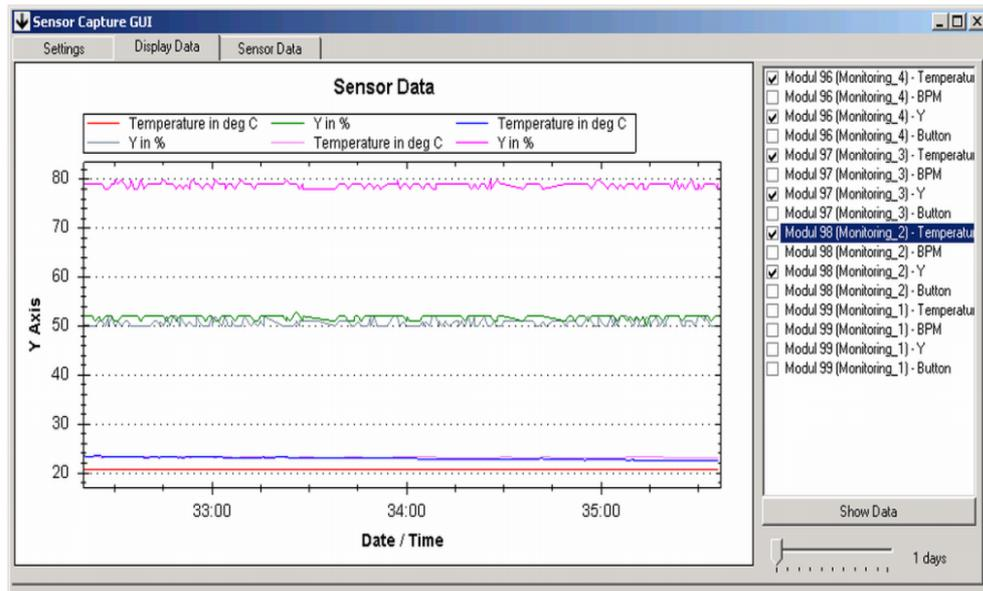 Sensor Capture GUI
Settings Display Data Sensor Data
Sensor Data
Temperature in deg C Y in % Temperature in deg C
Y in % Temperature in deg C Y in %
80
70
60
50
40
30
20
Y Axis
33:00 34:00 35:00
Date / Time
Modul 96 (Monitoring_4) - Temperatu
Modul 96 (Monitoring_4) - BPM
Modul 96 (Monitoring_4) - Y
Modul 96 (Monitoring_4) - Button
Modul 97 (Monitoring_3) - Temperatu
Modul 97 (Monitoring_3) - BPM
Modul 97 (Monitoring_3) - Y
Modul 97 (Monitoring_3) - Button
Modul 98 (Monitoring_2) - Temperatu
Modul 98 (Monitoring_2) - BPM
Modul 98 (Monitoring_2) - Y
Modul 98 (Monitoring_2) - Button
Modul 99 (Monitoring_1) - Temperatu
Modul 99 (Monitoring_1) - BPM
Modul 99 (Monitoring_1) - Y
Modul 99 (Monitoring_1) - Button
Show Data
1 days